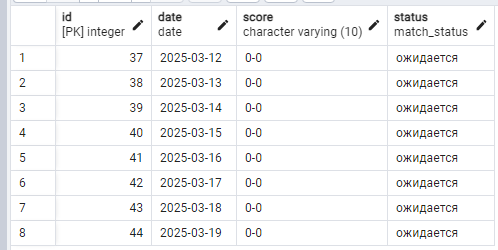 id date score status
[PK] integer date character varying (10) match_status
1 37 2025-03-12 0-0 ожидается
2 38 2025-03-13 0-0 ожидается
3 39 2025-03-14 0-0 ожидается
4 40 2025-03-15 0-0 ожидается
5 41 2025-03-16 0-0 ожидается
6 42 2025-03-17 0-0 ожидается
7 43 2025-03-18 0-0 ожидается
8 44 2025-03-19 0-0 ожидается